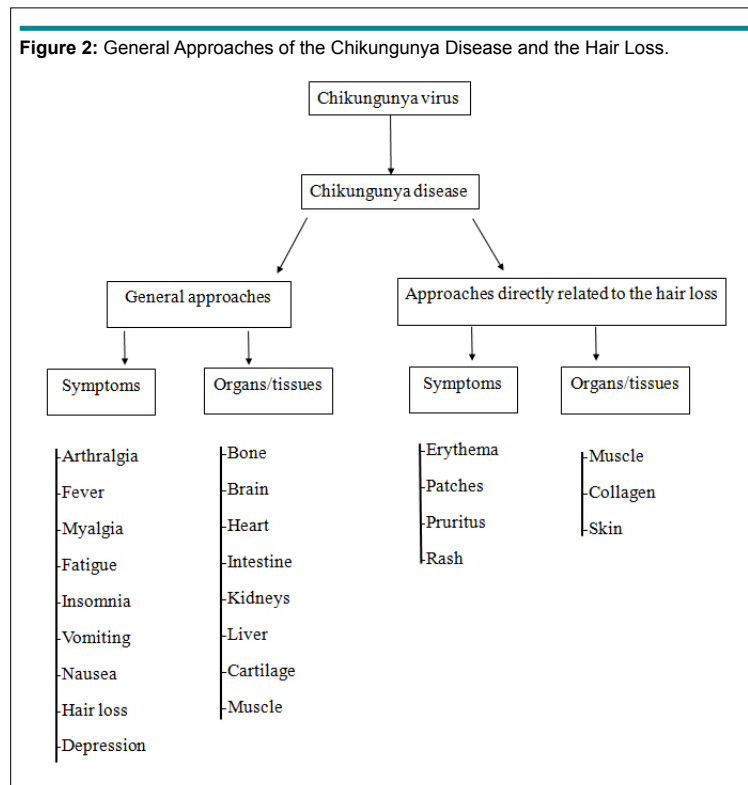 Figure 2: General Approaches of the Chikungunya Disease and the Hair Loss.
Chikungunya virus
Chikungunya disease
General approaches
Approaches directly related to the hair loss
Symptoms
Organs/tissues
Symptoms
Organs/tissues
-Arthralgia
-Fever
-Myalgia
-Fatigue
-Insomnia
-Vomiting
-Nausea
-Hair loss
-Depression
-Bone
-Brain
-Heart
-Intestine
-Kidneys
-Liver
-Cartilage
-Muscle
-Erythema
-Patches
-Pruritus
-Rash
-Muscle
-Collagen
-Skin